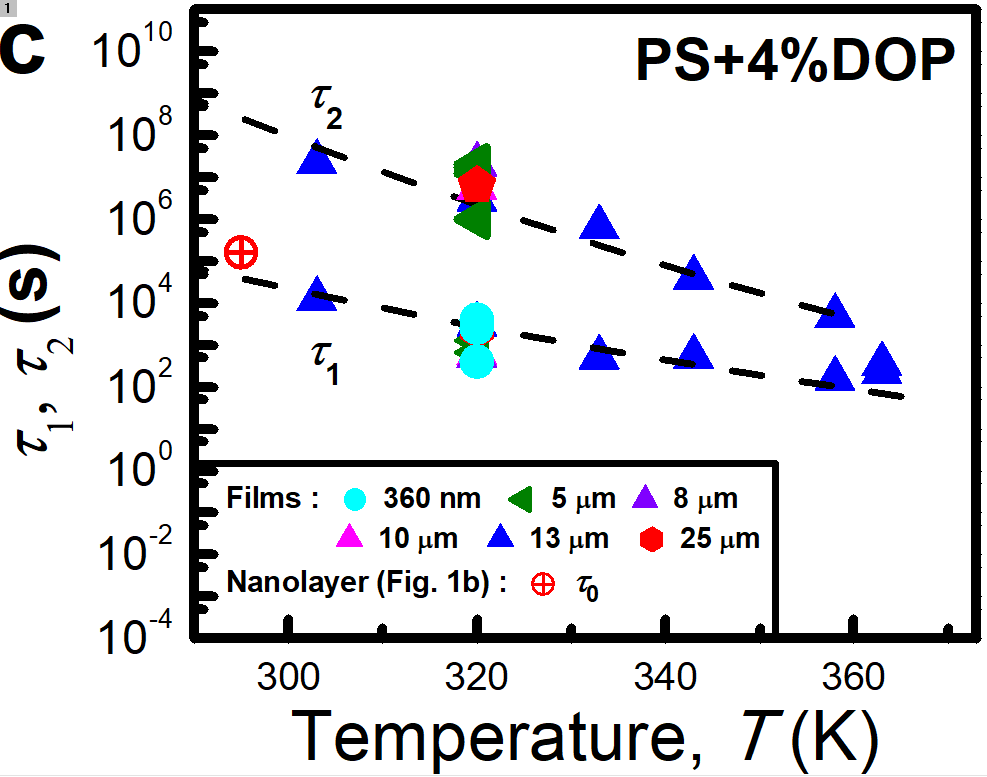 1
c
PS+4%DOP
10^10
10^8
10^6
10^4
10^2
10^0
10^-2
10^-4
τ1, τ2 (s)
τ2
τ1
Films : 360 nm 5 μm 8 μm
10 μm 13 μm 25 μm
Nanolayer (Fig. 1b) : τ0
300 320 340 360
Temperature, T (K)